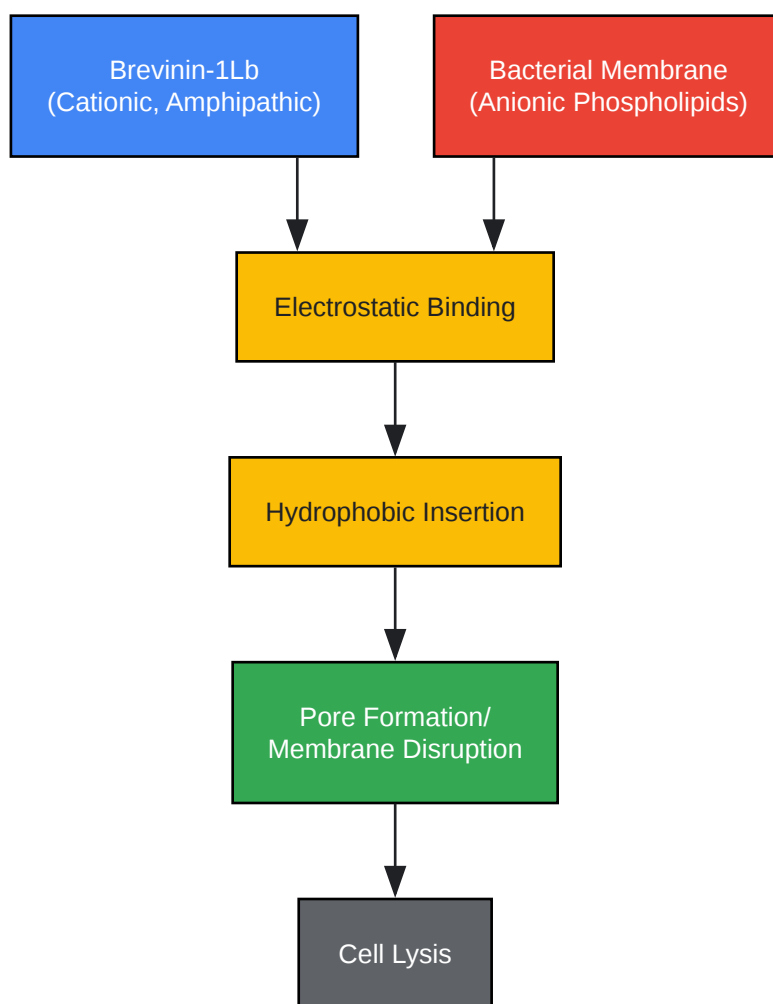 Brevinin-1Lb
(Cationic, Amphipathic)
Bacterial Membrane
(Anionic Phospholipids)
Electrostatic Binding
Hydrophobic Insertion
Pore Formation/
Membrane Disruption
Cell Lysis